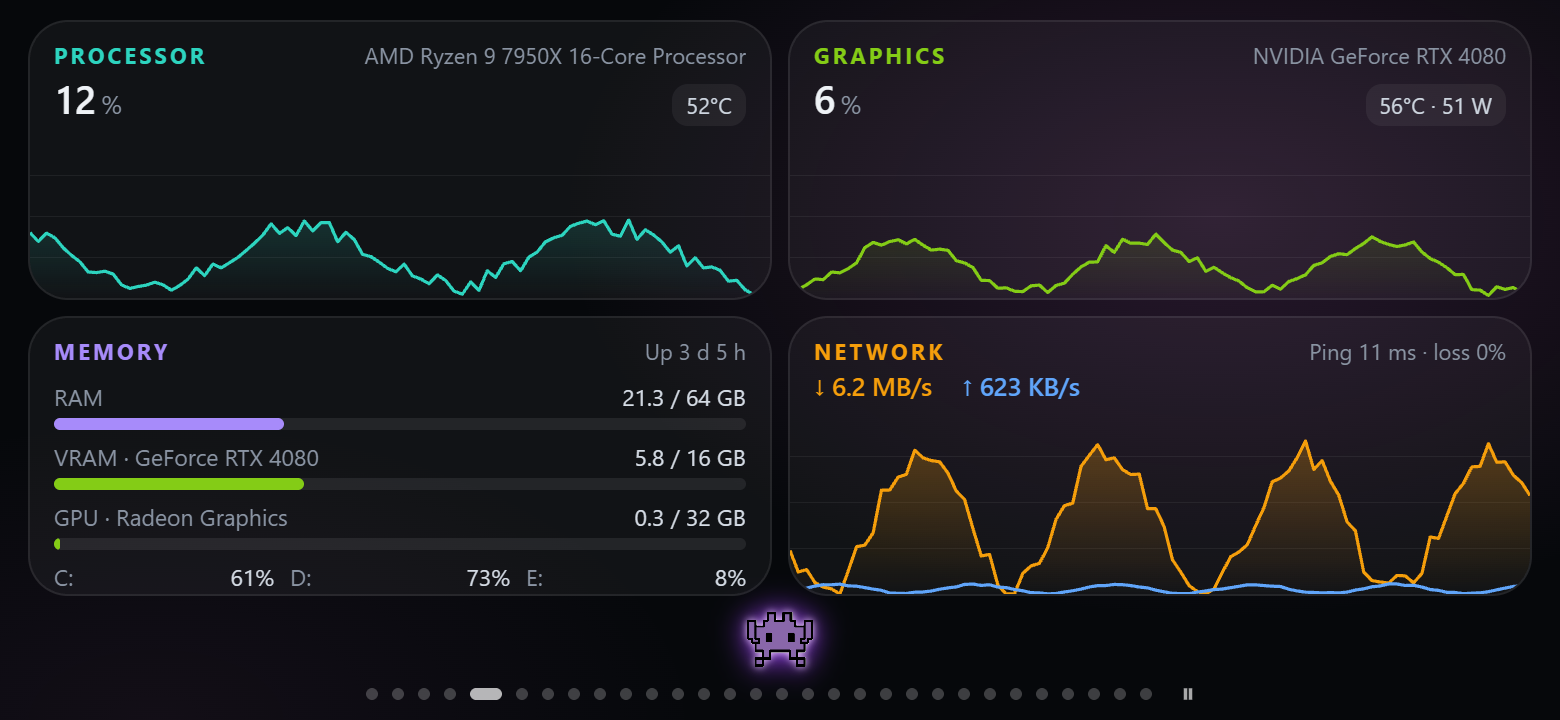 PROCESSOR AMD Ryzen 9 7950X 16-Core Processor
12 % 52°C
GRAPHICS NVIDIA GeForce RTX 4080
6 % 56°C · 51 W
MEMORY Up 3 d 5 h
RAM 21.3 / 64 GB
VRAM · GeForce RTX 4080 5.8 / 16 GB
GPU · Radeon Graphics 0.3 / 32 GB
C: 61% D: 73% E: 8%
NETWORK Ping 11 ms · loss 0%
↓ 6.2 MB/s ↑ 623 KB/s